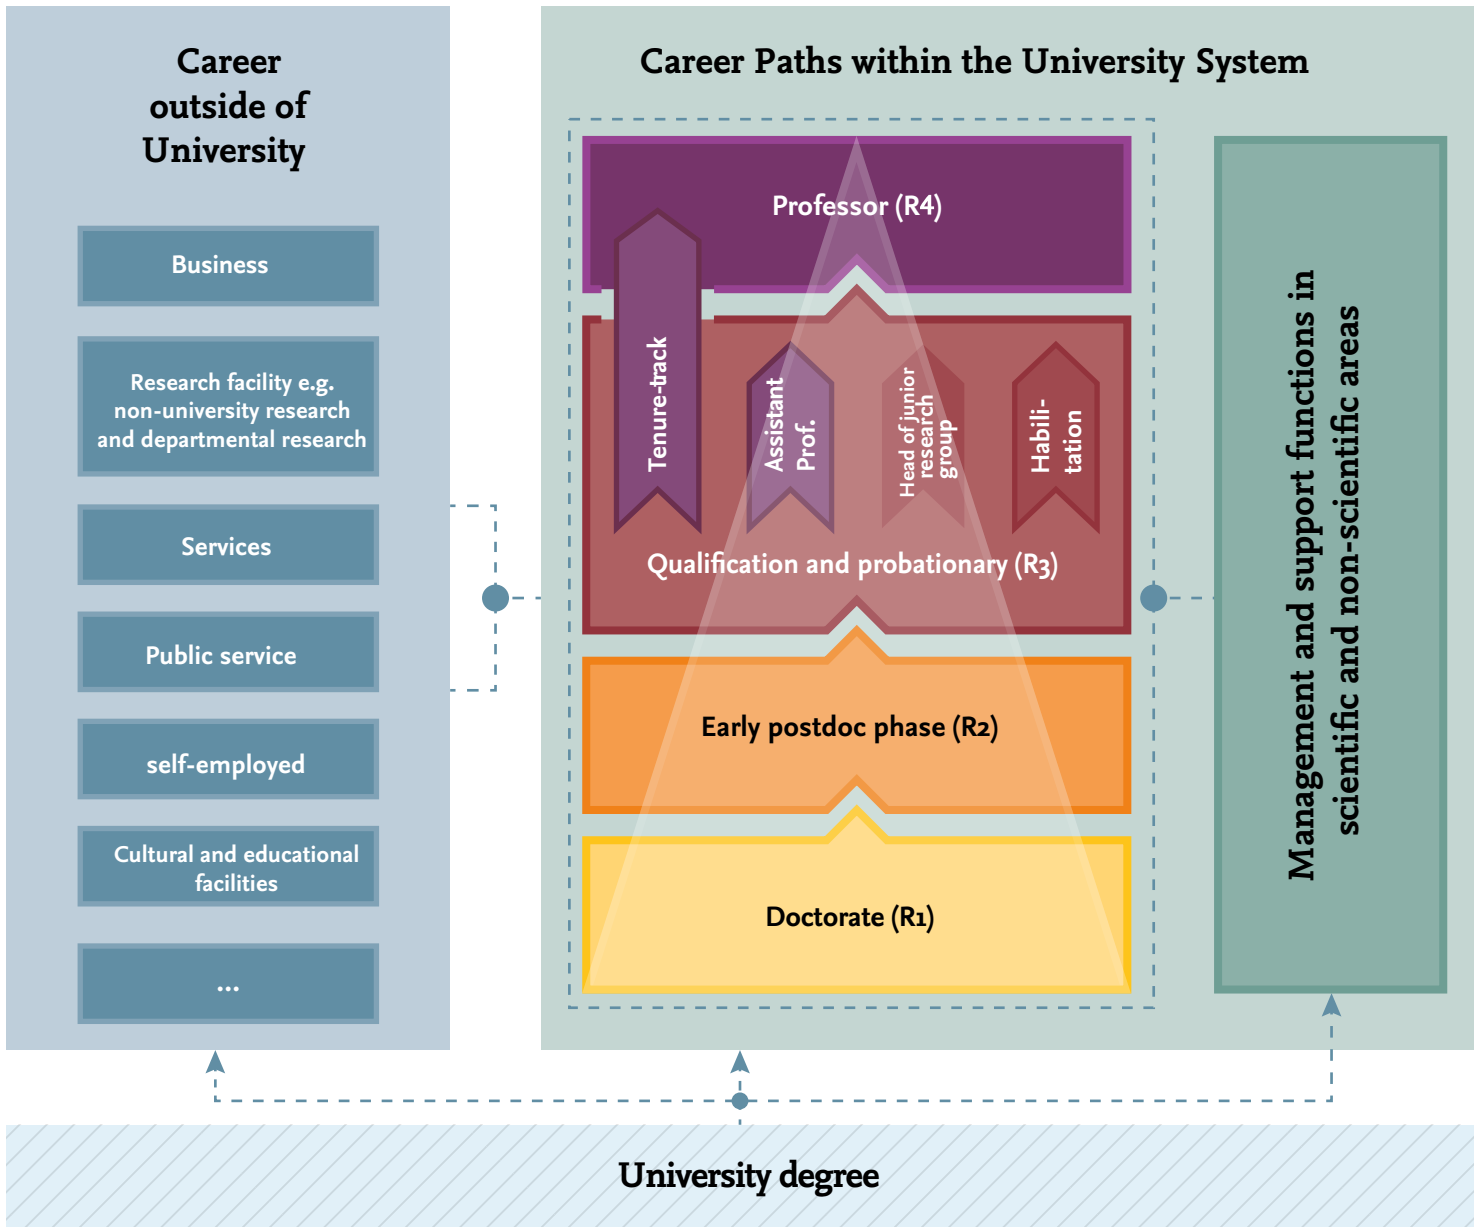 Career
outside of
University
Business
Research facility e.g.
non-university research
and departmental research
Services
Public service
self-employed
Cultural and educational
facilities
...
Career Paths within the University System
Professor (R4)
Tenure-track
Assistant
Prof.
Head of junior
research
group
Habili-
tation
Qualification and probationary (R3)
Early postdoc phase (R2)
Doctorate (R1)
Management and support functions in
scientific and non-scientific areas
University degree